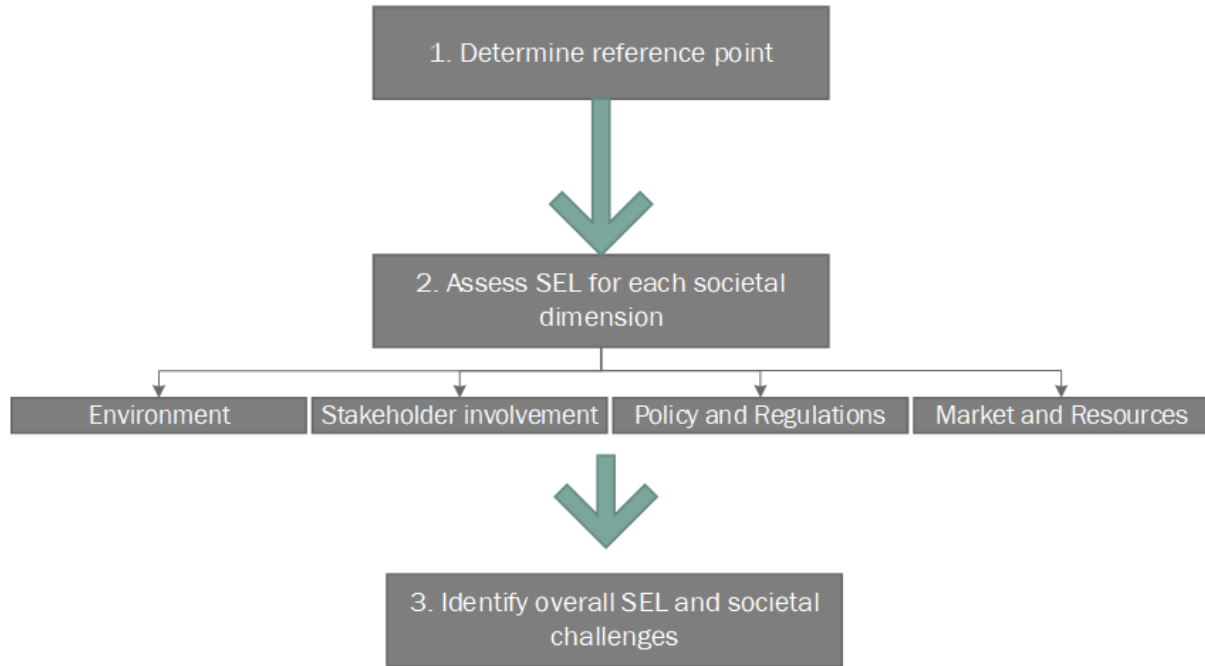 1. Determine reference point
2. Assess SEL for each societal
dimension
Environment
Stakeholder involvement
Policy and Regulations
Market and Resources
3. Identify overall SEL and societal
challenges